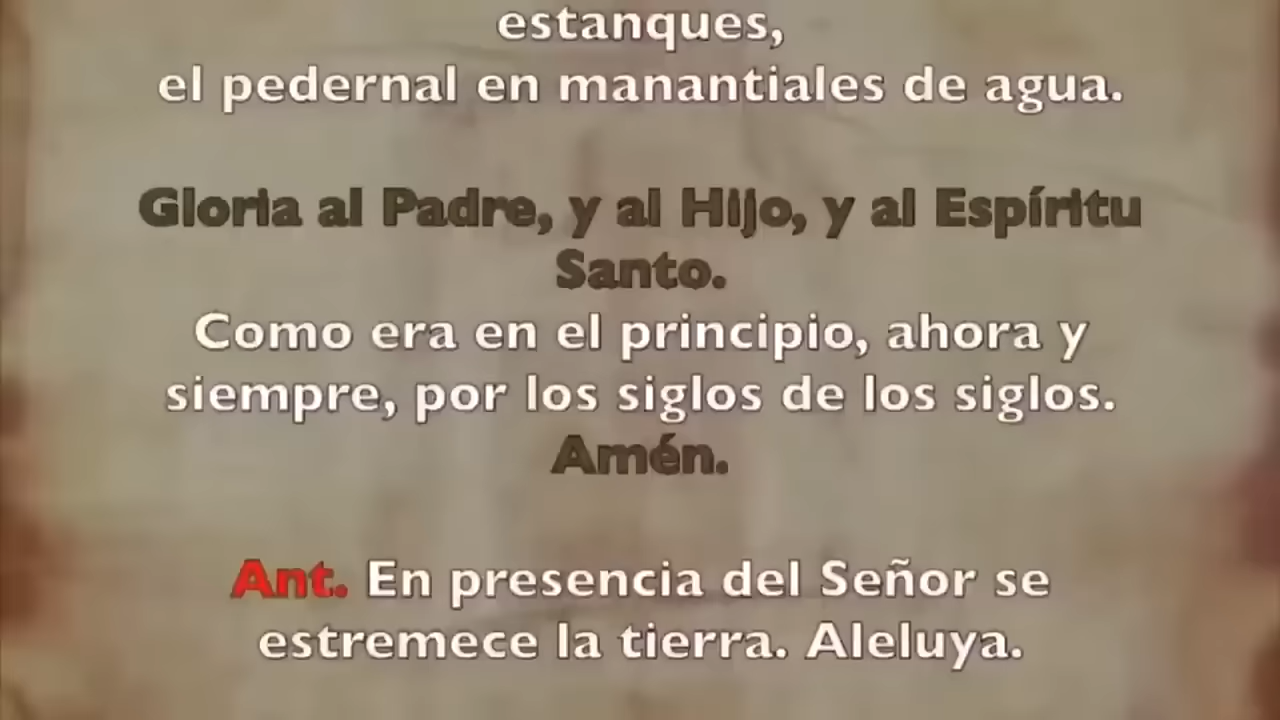 estanques,
el pedernal en manantiales de agua.
Gloria al Padre, y al Hijo, y al Espíritu
Santo.
Como era en el principio, ahora y
siempre, por los siglos de los siglos.
Amén.
Ant. En presencia del Señor se
estremece la tierra. Aleluya.